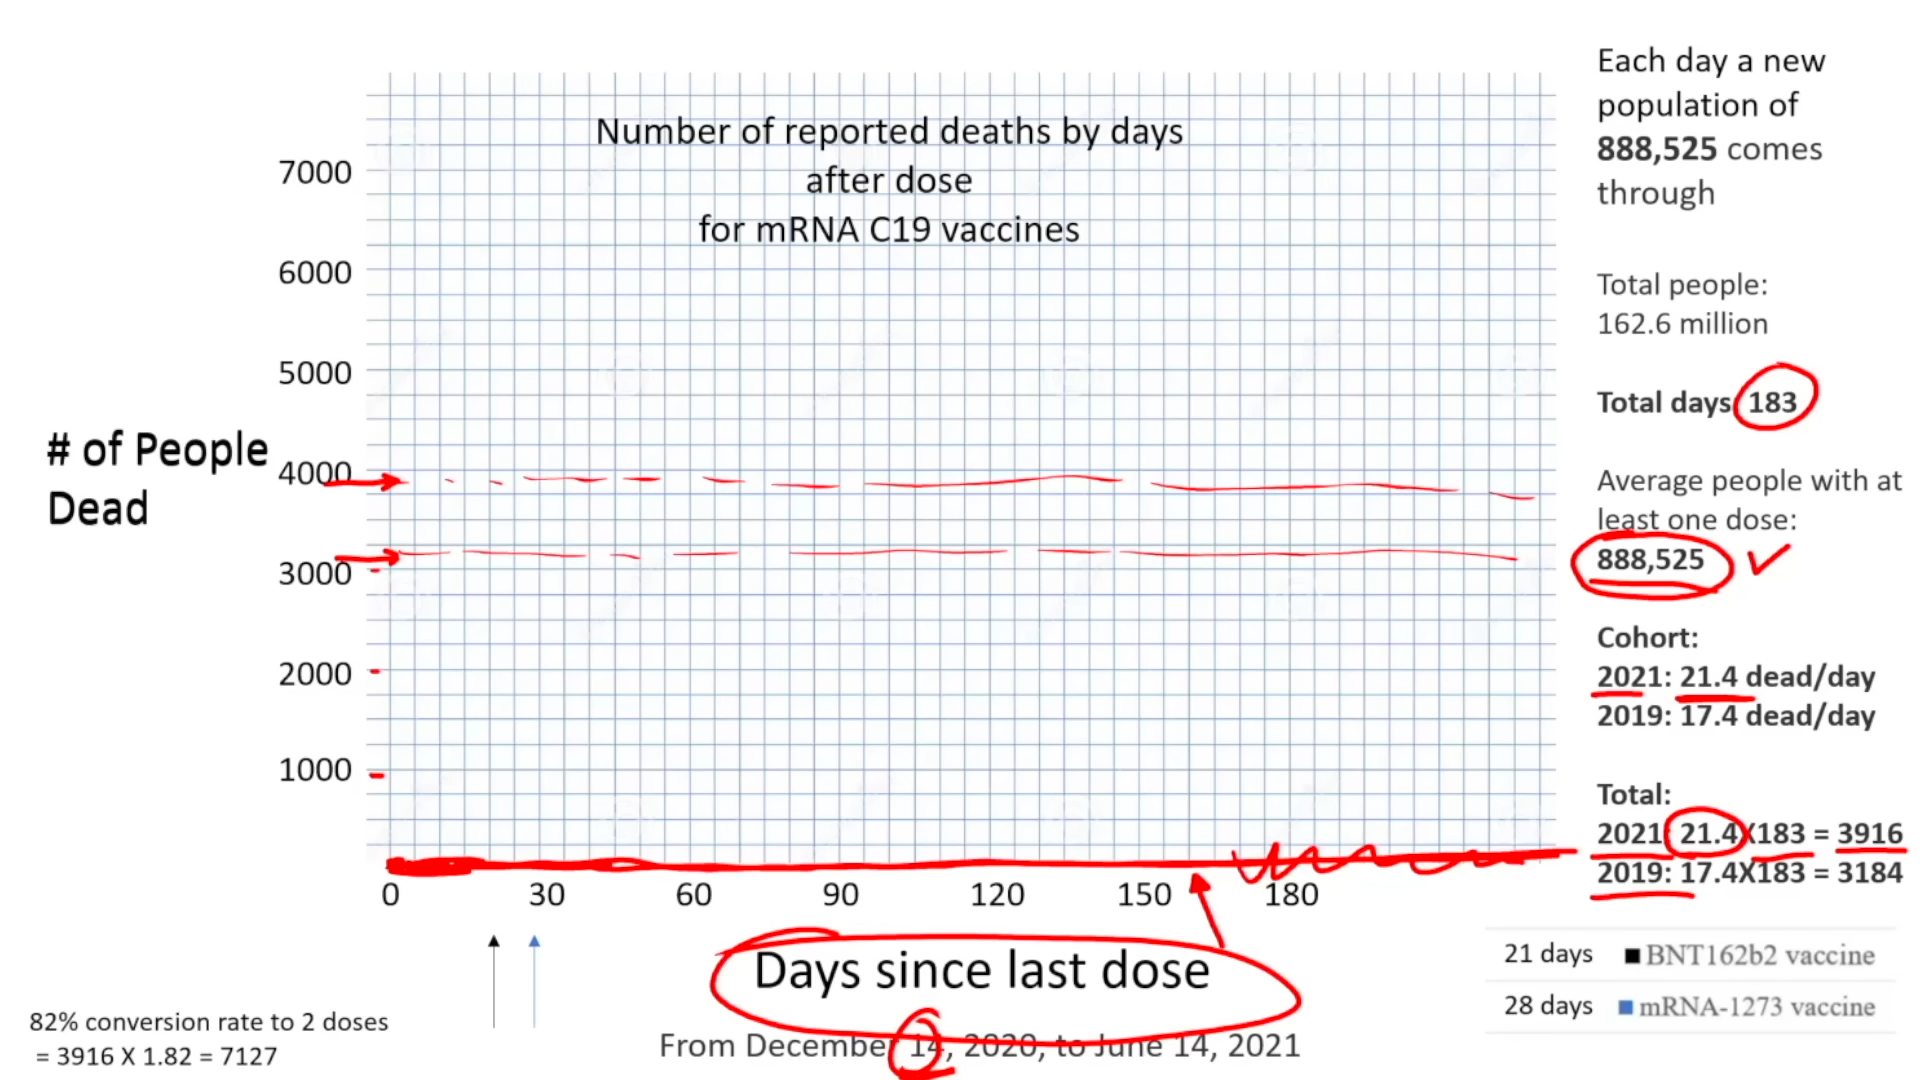 Number of reported deaths by days
after dose
for mRNA C19 vaccines
# of People
Dead
7000
6000
5000
4000
3000
2000
1000
0 30 60 90 120 150 180
Days since last dose
From December 14, 2020, to June 14, 2021
82% conversion rate to 2 doses
= 3916 X 1.82 = 7127
Each day a new
population of
888,525 comes
through
Total people:
162.6 million
Total days 183
Average people with at
least one dose:
888,525
Cohort:
2021: 21.4 dead/day
2019: 17.4 dead/day
Total:
2021: 21.4X183 = 3916
2019: 17.4X183 = 3184
21 days BNT162b2 vaccine
28 days mRNA-1273 vaccine